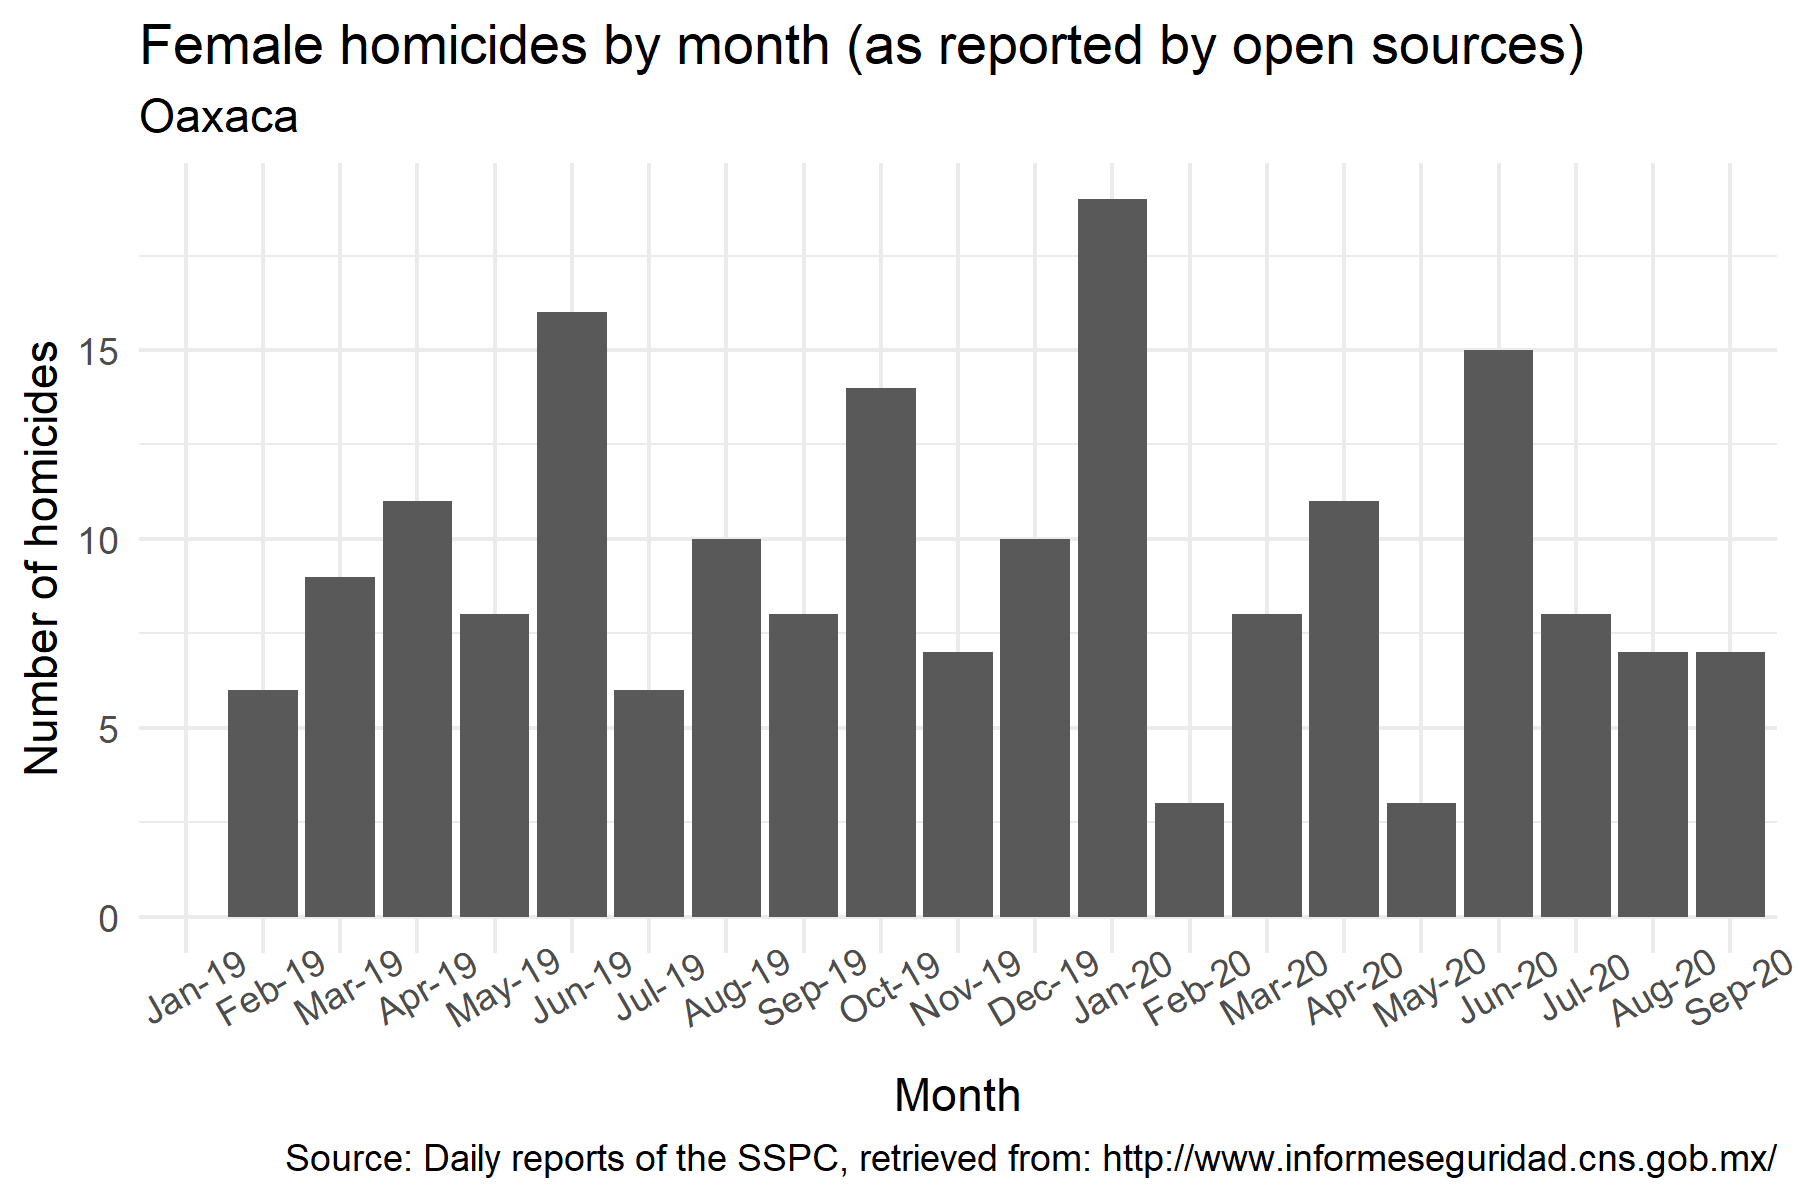 Female homicides by month (as reported by open sources)
Oaxaca
Number of homicides
15
10
5
0
Jan-19
Feb-19
Mar-19
Apr-19
May-19
Jun-19
Jul-19
Aug-19
Sep-19
Oct-19
Nov-19
Dec-19
Jan-20
Feb-20
Mar-20
Apr-20
May-20
Jun-20
Jul-20
Aug-20
Sep-20
Month
Source: Daily reports of the SSPC, retrieved from: http://www.informeseguridad.cns.gob.mx/